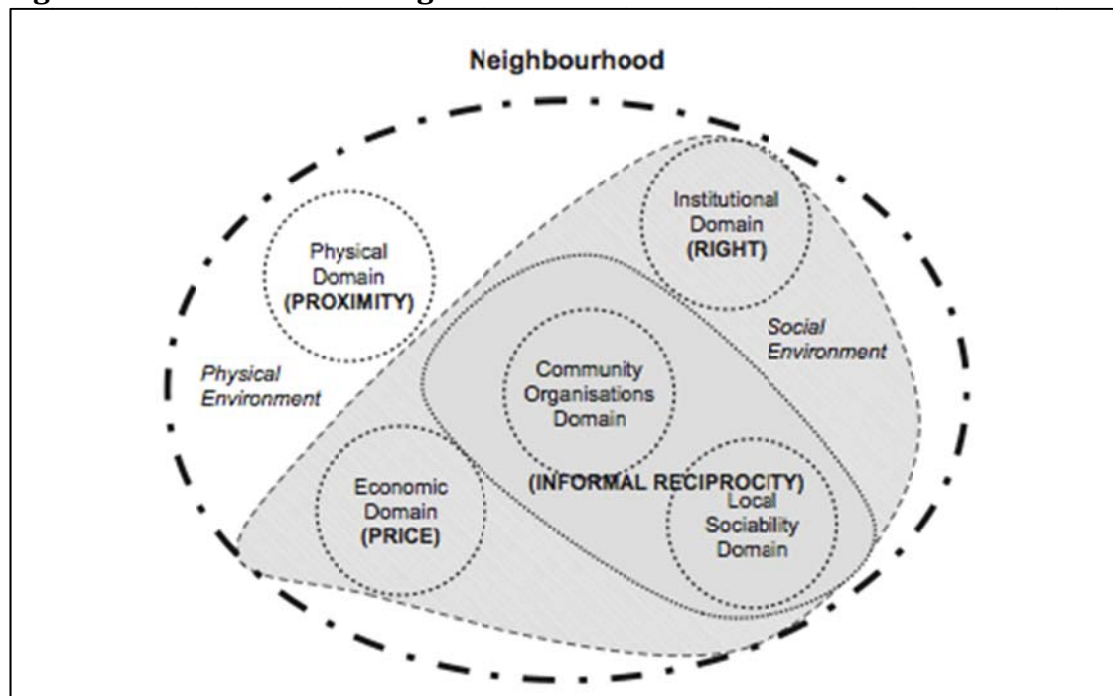 Neighbourhood
Institutional
Domain
(RIGHT)
Physical
Domain
(PROXIMITY)
Social
Environment
Physical
Environment
Community
Organisations
Domain
Economic
Domain
(PRICE)
(INFORMAL RECIPROCITY)
Local
Sociability
Domain